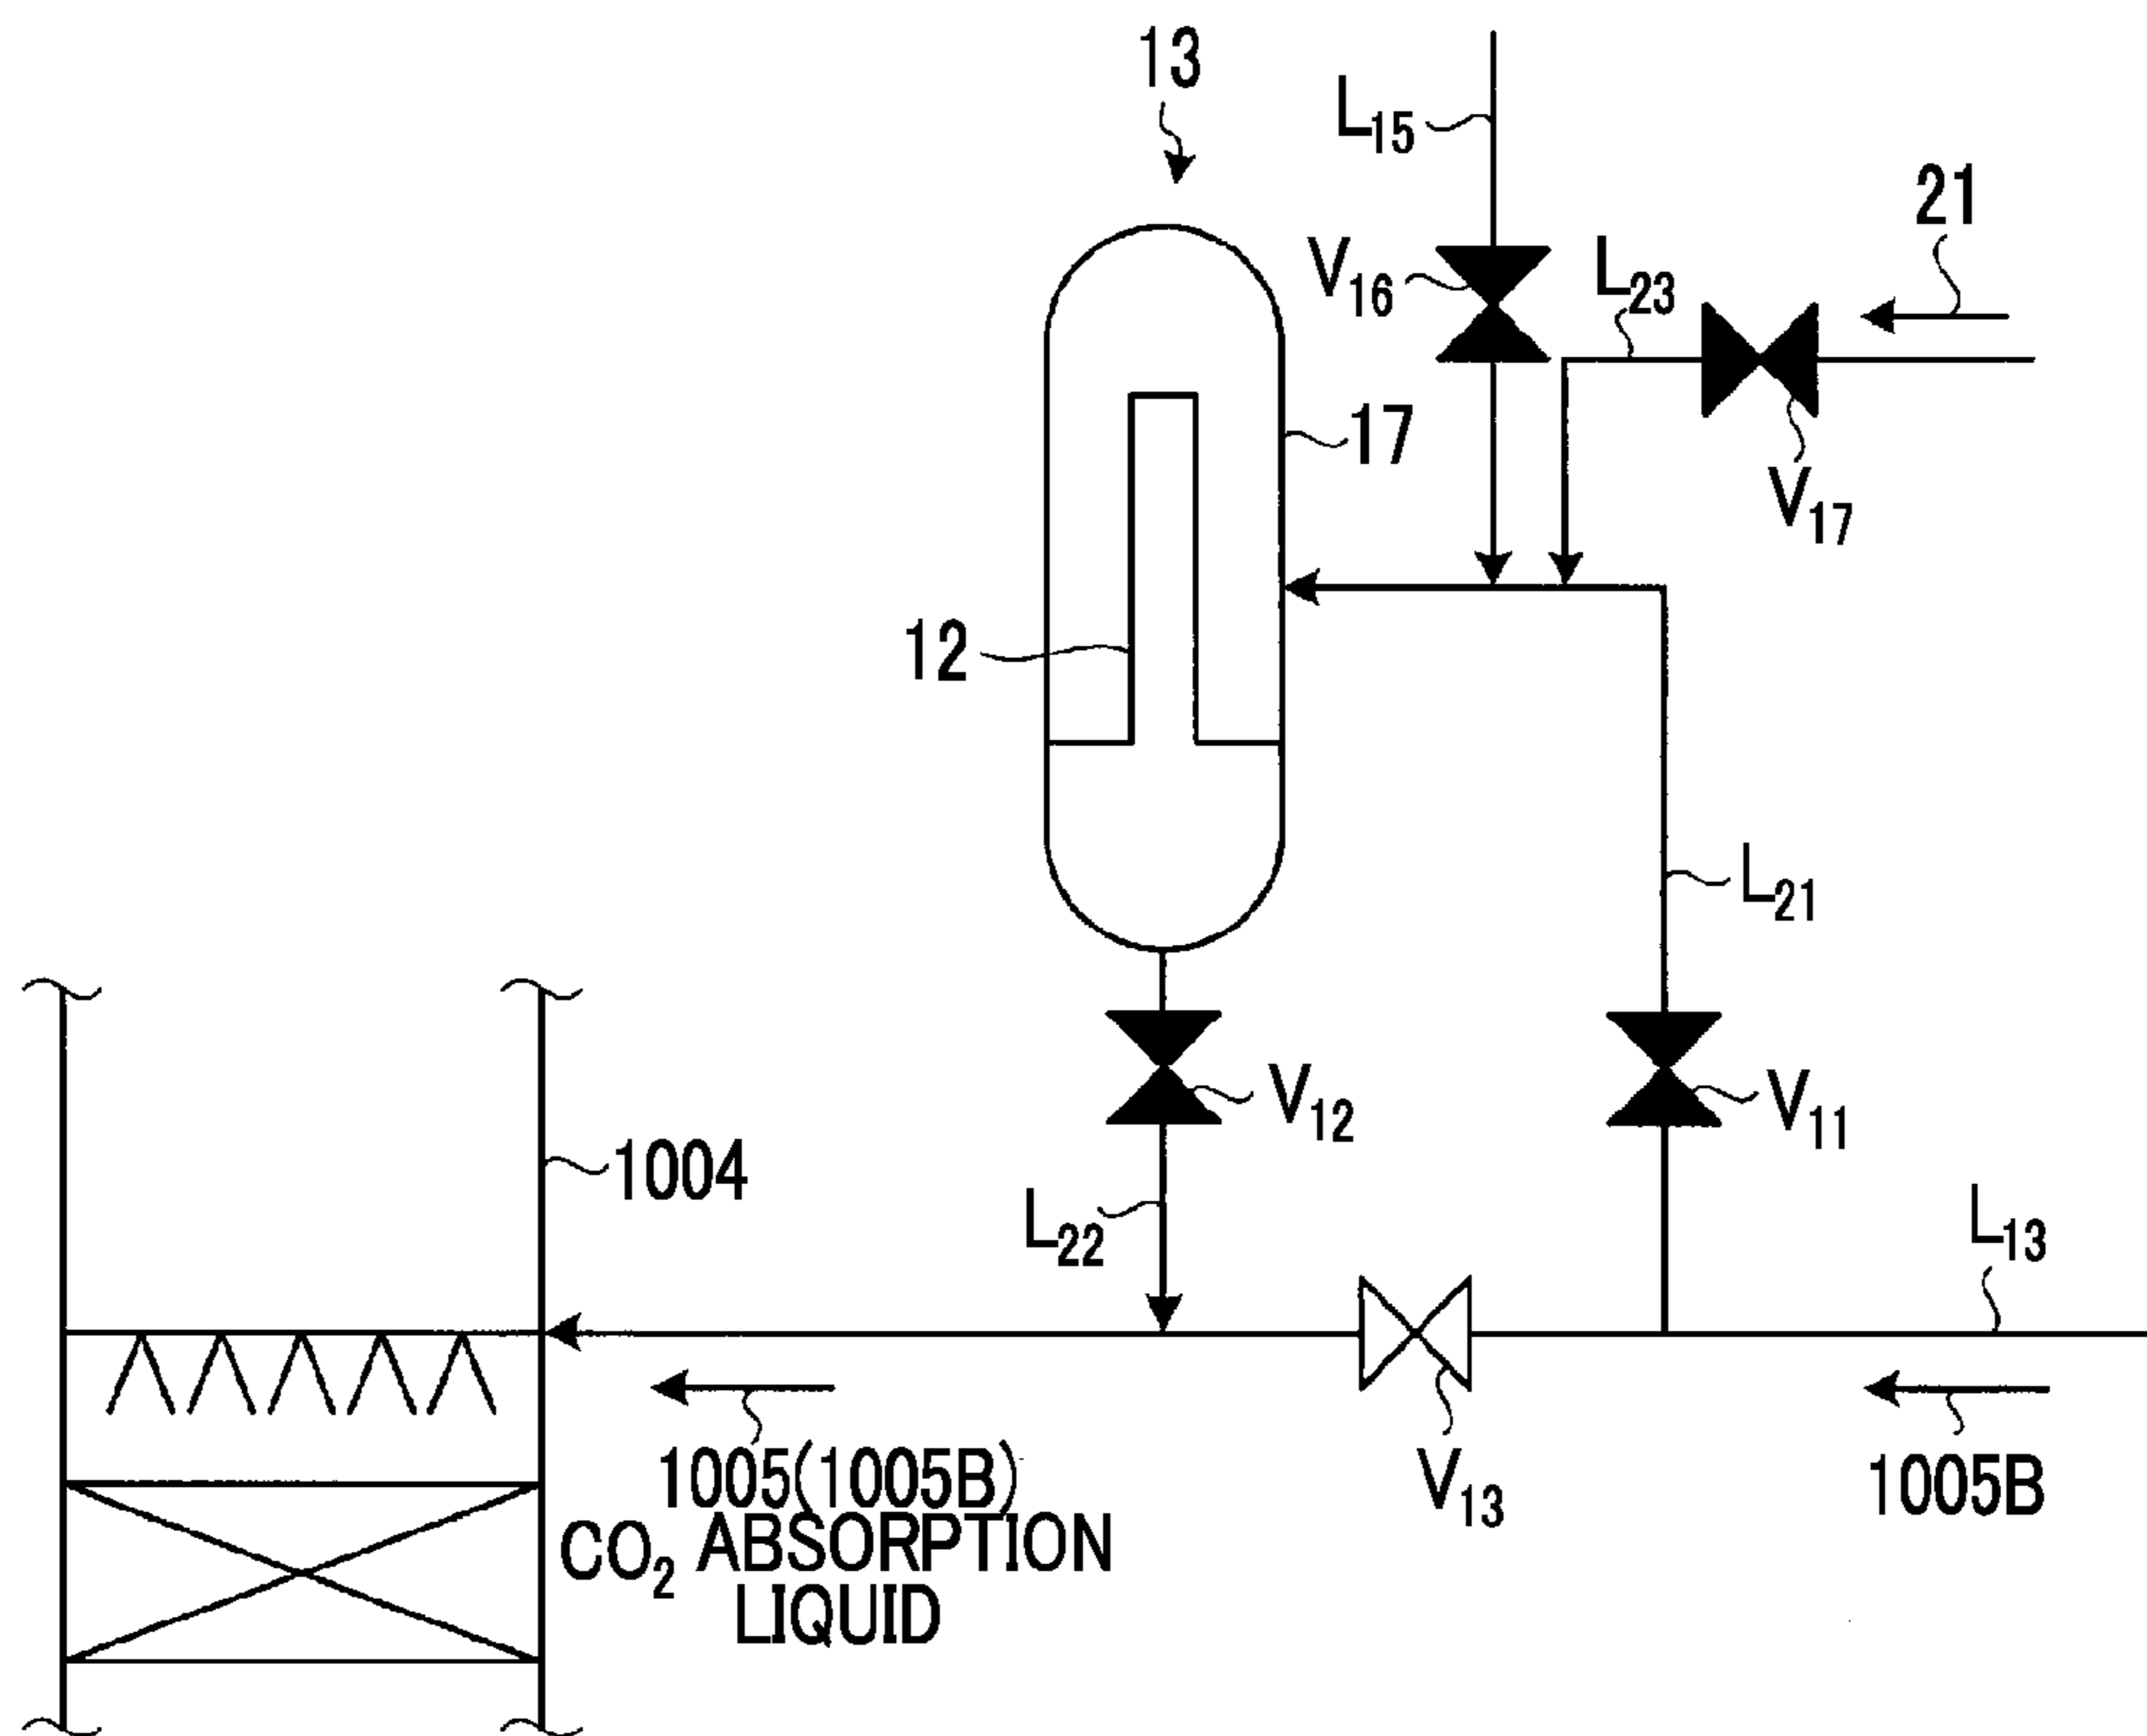 13
L15
21
V16
L23
17
V17
12
L21
V12
V11
1004
L22
L13
1005(1005B)
CO2 ABSORPTION
LIQUID
V13
1005B